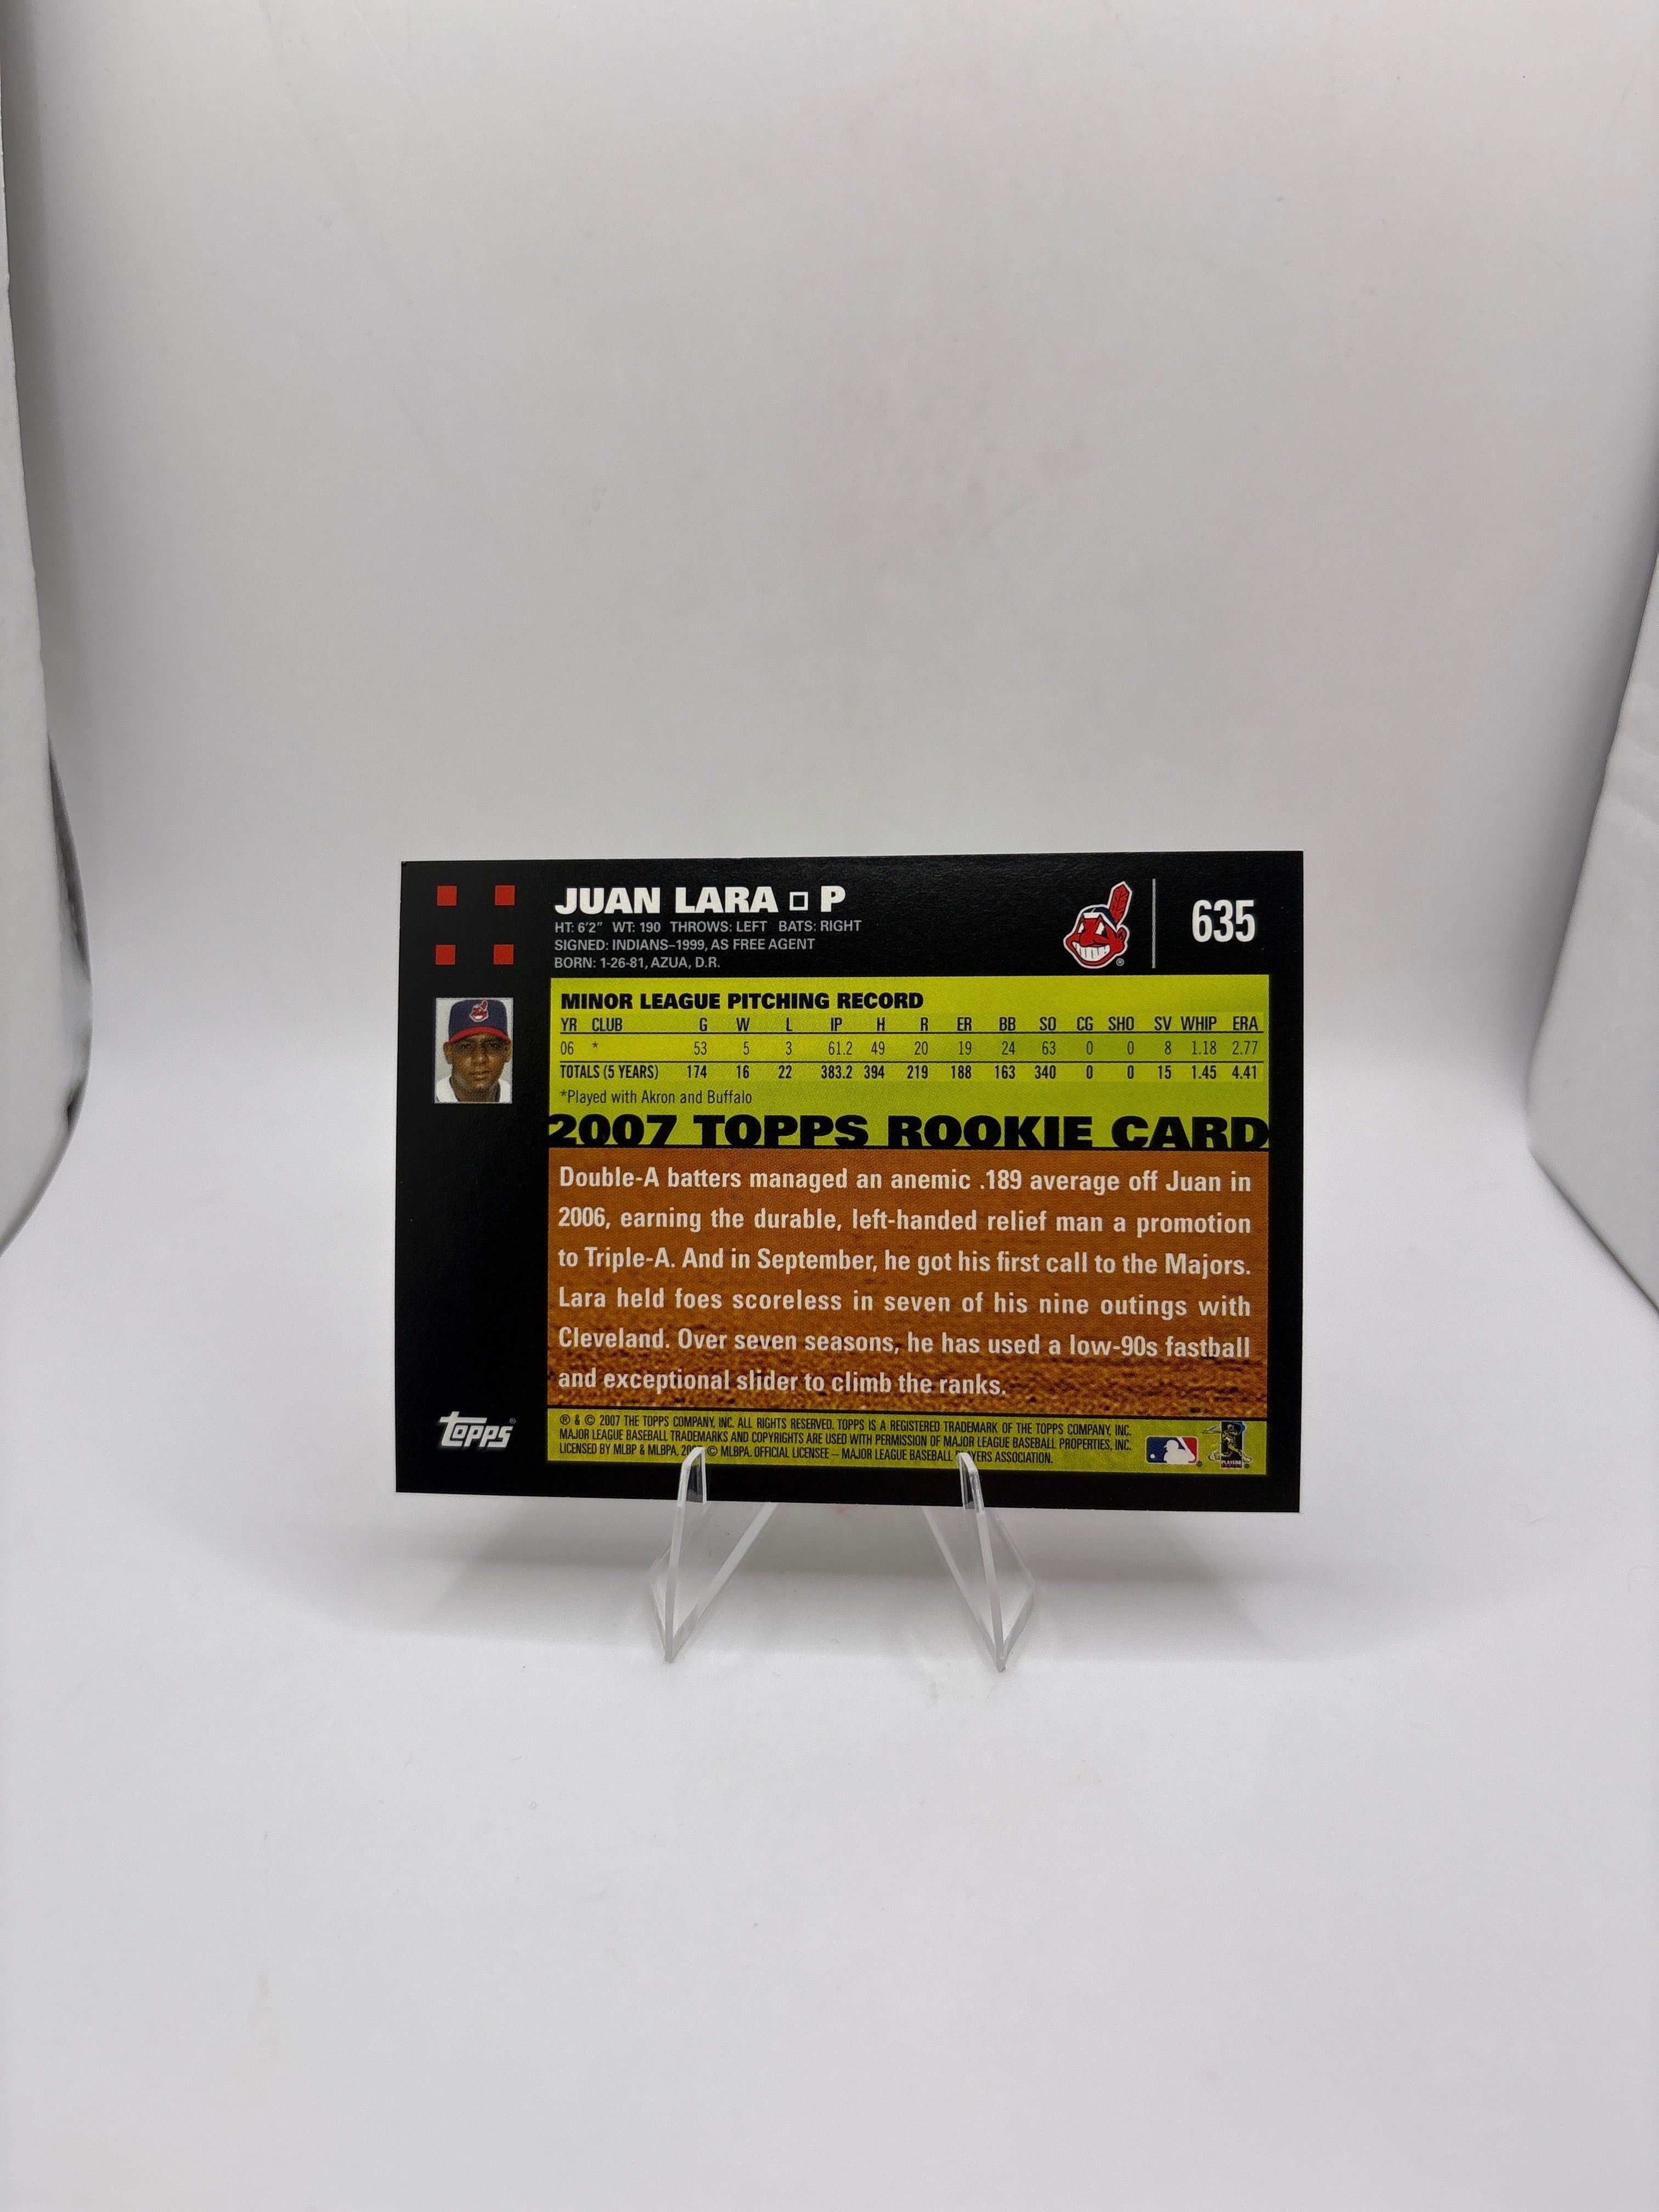 JUAN LARA P
635
HT: 6'2" WT: 190 THROWS: LEFT BATS: RIGHT
SIGNED: INDIANS–1999, AS FREE AGENT
BORN: 1-26-81, AZUA, D.R.
MINOR LEAGUE PITCHING RECORD
YR CLUB G W L IP H R ER BB SO CG SHO SV WHIP ERA
06 * 53 5 3 61.2 49 20 19 24 63 0 0 8 1.18 2.77
TOTALS (5 YEARS) 174 16 22 383.2 394 219 188 163 340 0 0 15 1.45 4.41
*Played with Akron and Buffalo
2007 TOPPS ROOKIE CARD
Double-A batters managed an anemic .189 average off Juan in
2006, earning the durable, left-handed relief man a promotion
to Triple-A. And in September, he got his first call to the Majors.
Lara held foes scoreless in seven of his nine outings with
Cleveland. Over seven seasons, he has used a low-90s fastball
and exceptional slider to climb the ranks.
Topps
® & © 2007 THE TOPPS COMPANY, INC. ALL RIGHTS RESERVED. TOPPS IS A REGISTERED TRADEMARK OF THE TOPPS COMPANY, INC.
MAJOR LEAGUE BASEBALL TRADEMARKS AND COPYRIGHTS ARE USED WITH PERMISSION OF MAJOR LEAGUE BASEBALL PROPERTIES, INC.
LICENSED BY MLBP & MLBPA, © MLBPA. OFFICIAL LICENSEE – MAJOR LEAGUE BASEBALL ASSOCIATION.